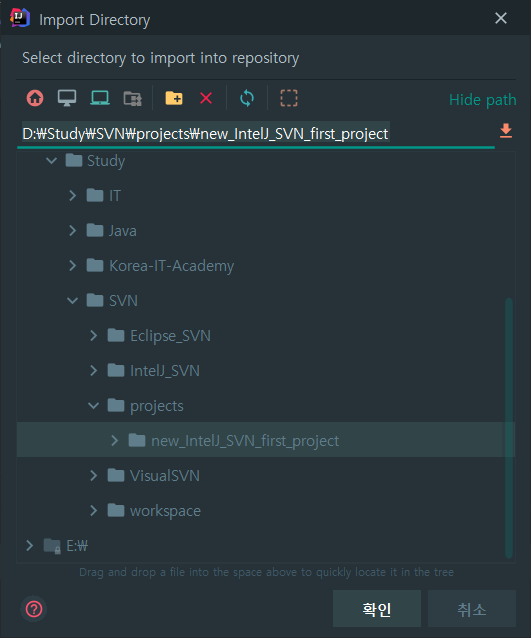 Import Directory
Select directory to import into repository
Hide path
D:₩Study₩SVN₩projects₩new_IntelJ_SVN_first_project
Study
IT
Java
Korea-IT-Academy
SVN
Eclipse_SVN
IntelJ_SVN
projects
new_IntelJ_SVN_first_project
VisualSVN
workspace
E:₩
Drag and drop a file into the space above to quickly locate it in the tree
확인
취소